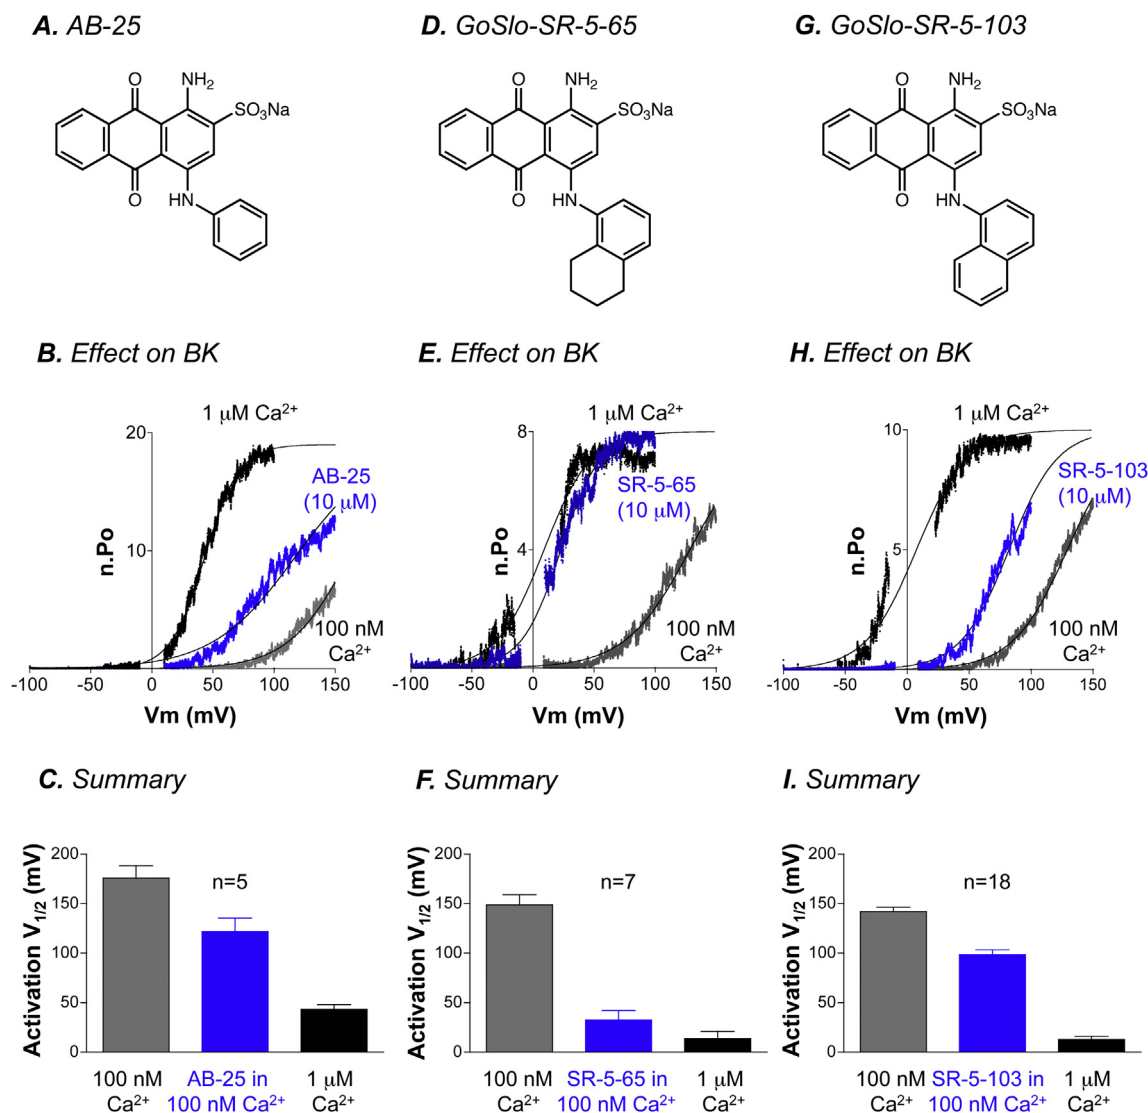 A. AB-25
D. GoSlo-SR-5-65
G. GoSlo-SR-5-103
O NH₂
SO₃Na
O HN
O NH₂
SO₃Na
O HN
O NH₂
SO₃Na
O HN
B. Effect on BK
1 μM Ca²⁺
20
10
n.Po
AB-25
(10 μM)
100 nM
Ca²⁺
-100 -50 0 50 100 150
Vm (mV)
E. Effect on BK
1 μM Ca²⁺
8
4
n.Po
SR-5-65
(10 μM)
100 nM
Ca²⁺
-100 -50 0 50 100 150
Vm (mV)
H. Effect on BK
1 μM Ca²⁺
10
5
n.Po
SR-5-103
(10 μM)
100 nM
Ca²⁺
-100 -50 0 50 100 150
Vm (mV)
C. Summary
Activation V₁/₂ (mV)
200
150
100
50
0
n=5
100 nM AB-25 in 1 μM
Ca²⁺ 100 nM Ca²⁺ Ca²⁺
F. Summary
Activation V₁/₂ (mV)
200
150
100
50
0
n=7
100 nM SR-5-65 in 1 μM
Ca²⁺ 100 nM Ca²⁺ Ca²⁺
I. Summary
Activation V₁/₂ (mV)
200
150
100
50
0
n=18
100 nM SR-5-103 in 1 μM
Ca²⁺ 100 nM Ca²⁺ Ca²⁺